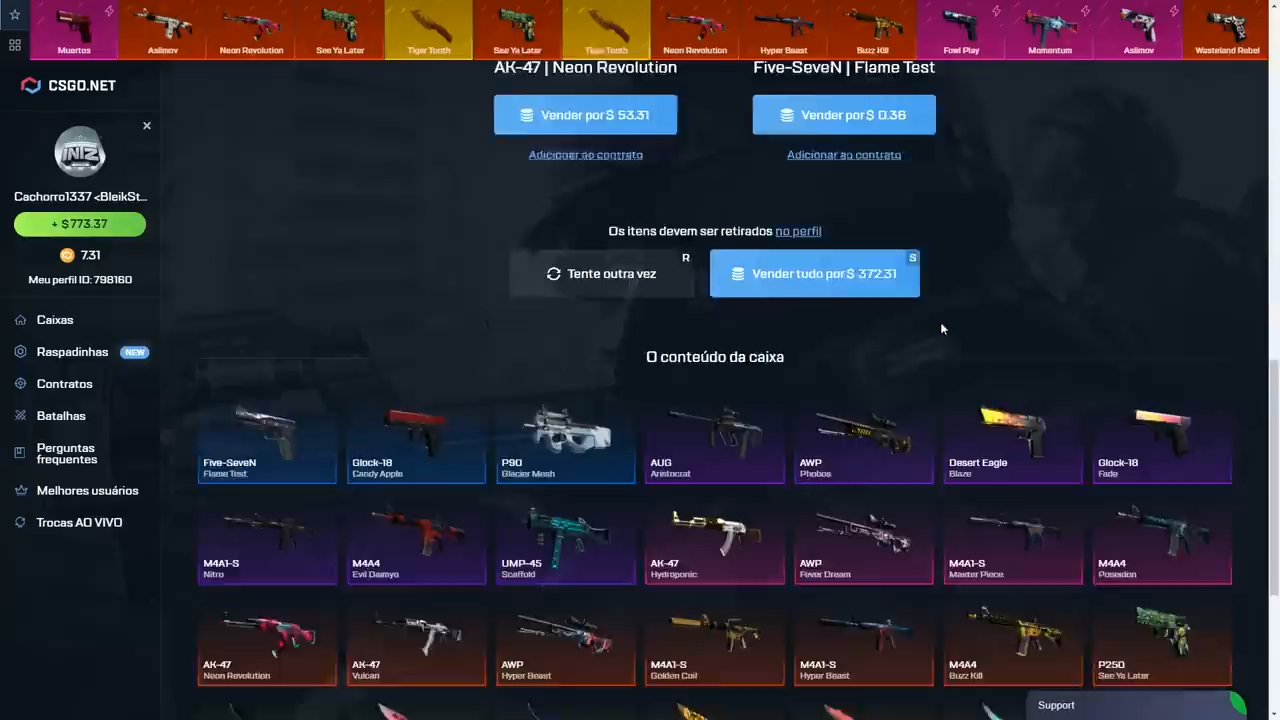 Muertos
Asiimov
Neon Revolution
See Ya Later
Tiger Tooth
See Ya Later
Tiger Tooth
Neon Revolution
Hyper Beast
Buzz Kill
Fowl Play
Momentum
Asiimov
Wasteland Rebel
CSGO.NET
AK-47 | Neon Revolution
Five-SeveN | Flame Test
Vender por $ 53.31
Vender por $ 0.36
Adicionar ao contrato
Adicionar ao contrato
INTZ
Cachorro1337 <BleikSt...
+ $773.37
7.31
Meu perfil ID: 798160
Os itens devem ser retirados no perfil
R
Tente outra vez
S
Vender tudo por $ 372.31
Caixas
Raspadinhas NEW
Contratos
Batalhas
Perguntas
frequentes
Melhores usuários
Trocas AO VIVO
O conteúdo da caixa
Five-SeveN
Flame Test
Glock-18
Candy Apple
P90
Glacier Mesh
AUG
Aristocrat
AWP
Phobos
Desert Eagle
Blaze
Glock-18
Fade
M4A1-S
Nitro
M4A4
Evil Daimyo
UMP-45
Scaffold
AK-47
Hydroponic
AWP
Fever Dream
M4A1-S
Master Piece
M4A4
Poseidon
AK-47
Neon Revolution
AK-47
Vulcan
AWP
Hyper Beast
M4A1-S
Golden Coil
M4A1-S
Hyper Beast
M4A4
Buzz Kill
P250
See Ya Later
Support